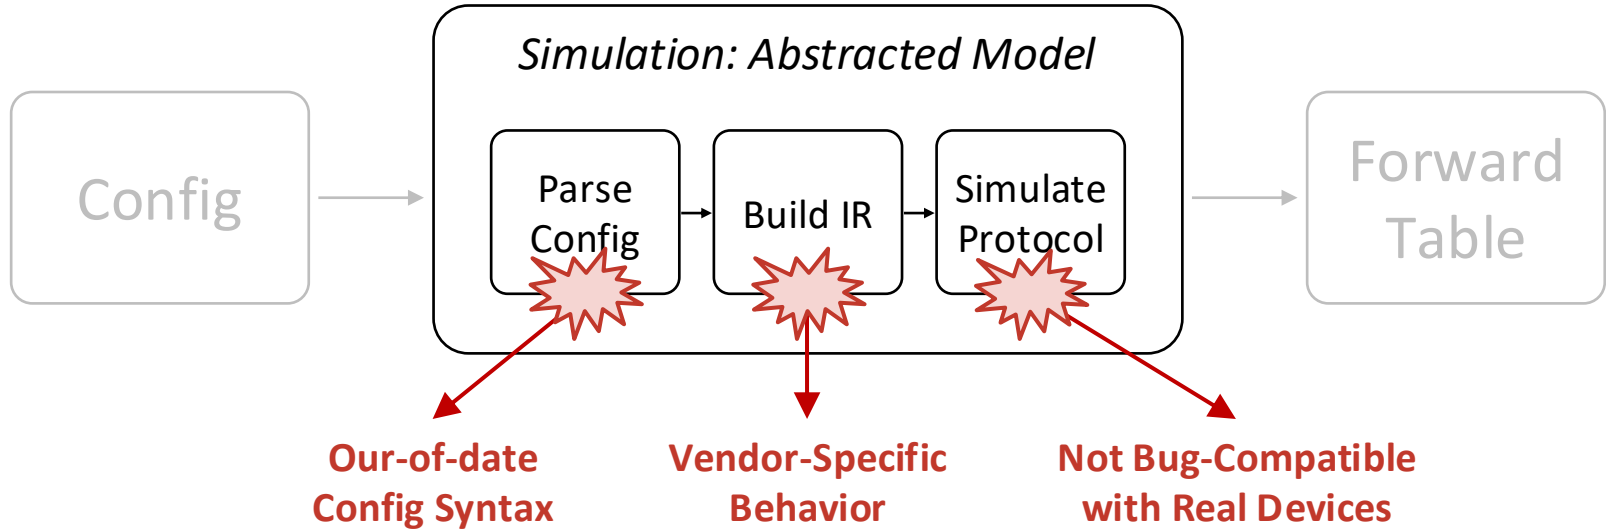 Simulation: Abstracted Model
Config
Parse
Config
Build IR
Simulate
Protocol
Forward
Table
Our-of-date
Config Syntax
Vendor-Specific
Behavior
Not Bug-Compatible
with Real Devices